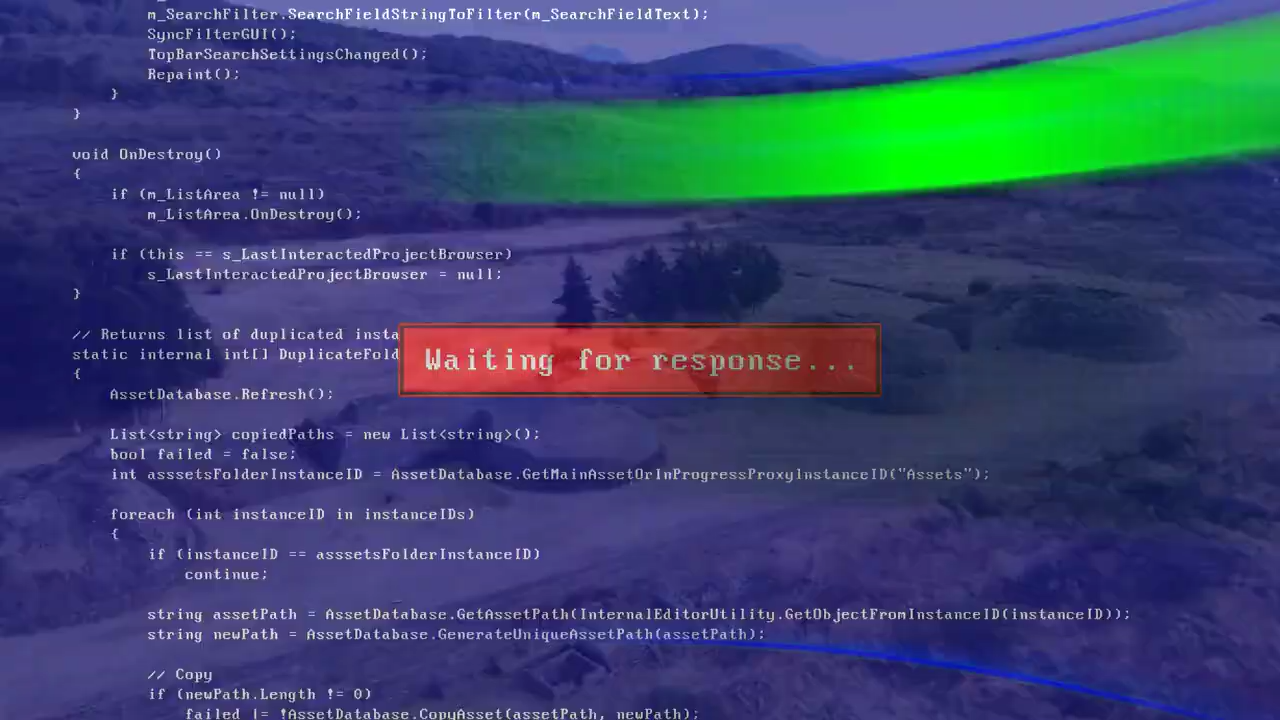 m_SearchFilter.SearchFieldStringToFilter(m_SearchFieldText);
SyncFilterGUI();
TopBarSearchSettingsChanged();
Repaint();
}
}
void OnDestroy()
{
if (m_ListArea != null)
m_ListArea.OnDestroy();
if (this == s_LastInteractedProjectBrowser)
s_LastInteractedProjectBrowser = null;
}
// Returns list of duplicated insta
static internal int[] DuplicateFold
Waiting for response...
{
AssetDatabase.Refresh();
List<string> copiedPaths = new List<string>();
bool failed = false;
int asssetsFolderInstanceID = AssetDatabase.GetMainAssetOrInProgressProxyInstanceID("Assets");
foreach (int instanceID in instanceIDs)
{
if (instanceID == asssetsFolderInstanceID)
continue;
string assetPath = AssetDatabase.GetAssetPath(InternalEditorUtility.GetObjectFromInstanceID(instanceID));
string newPath = AssetDatabase.GenerateUniqueAssetPath(assetPath);
// Copy
if (newPath.Length != 0)
failed |= !AssetDatabase.CopyAsset(assetPath, newPath);